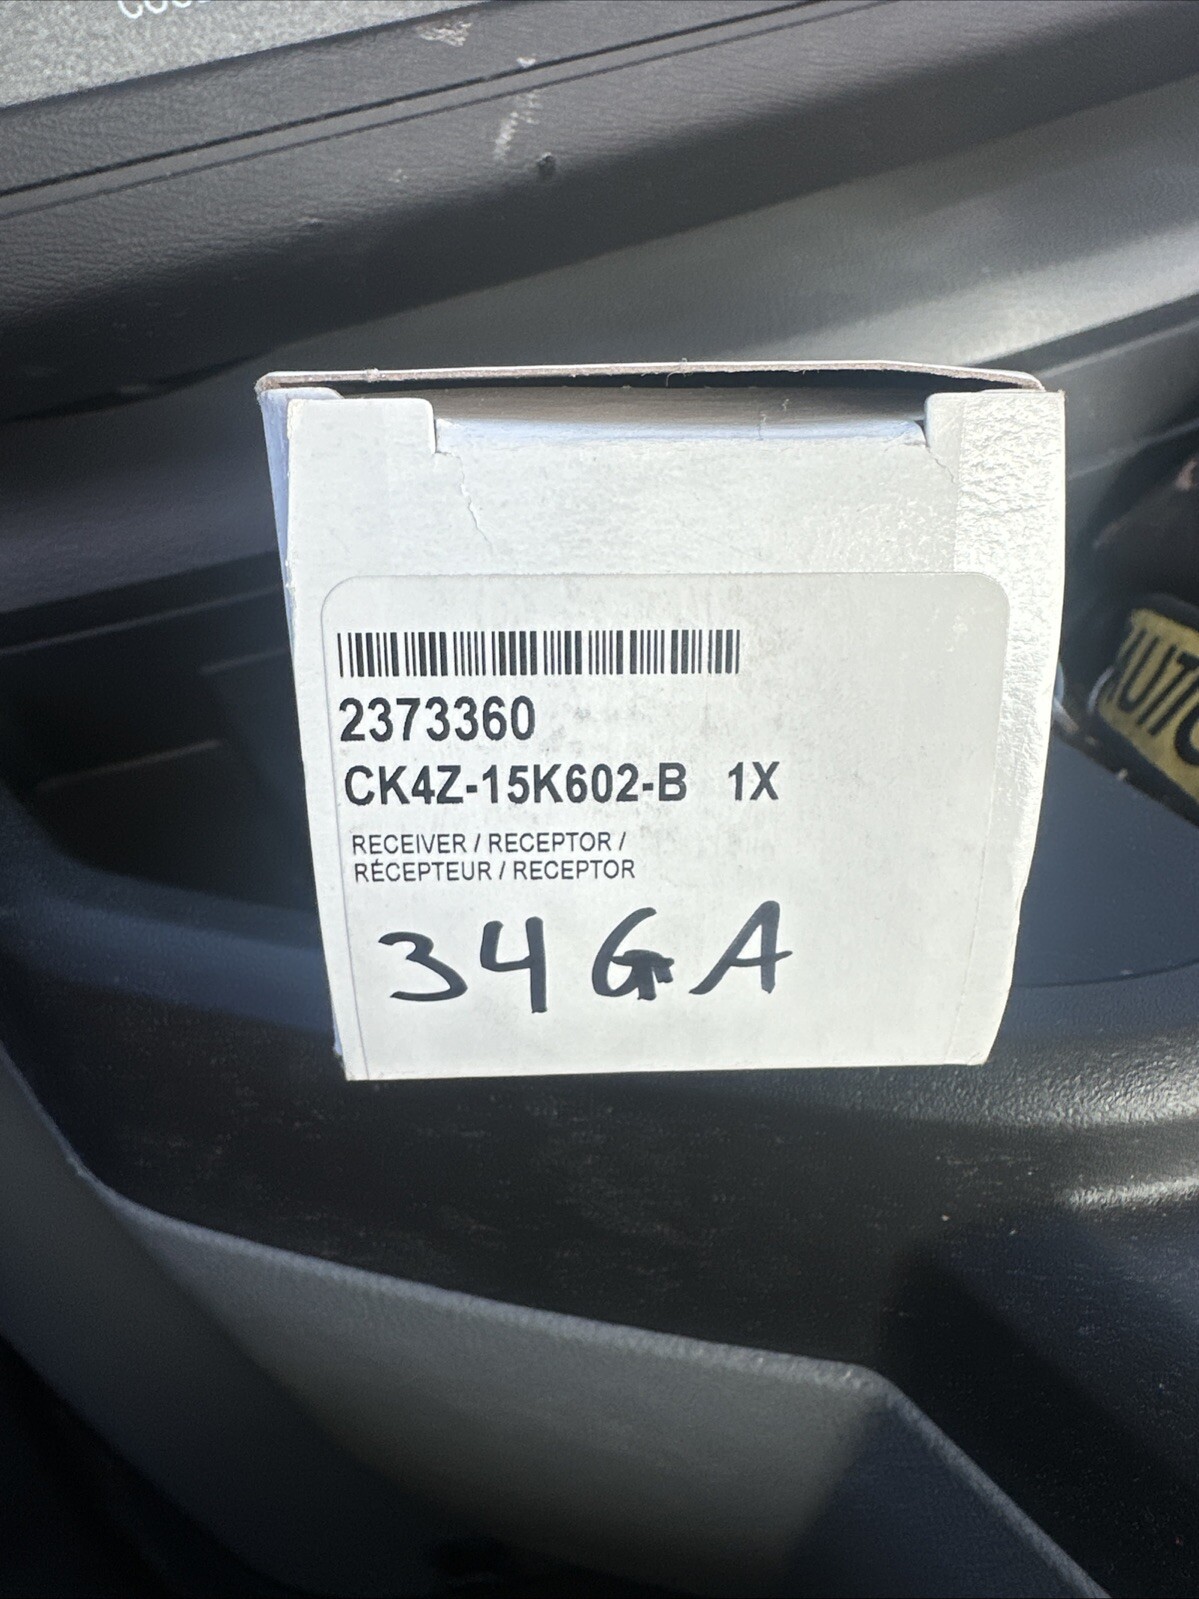 2373360
CK4Z-15K602-B 1X
RECEIVER / RECEPTOR /
RÉCEPTEUR / RECEPTOR
34GA